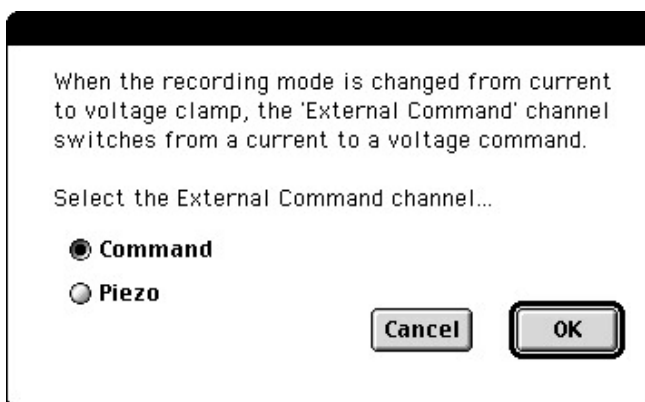 When the recording mode is changed from current
to voltage clamp, the 'External Command' channel
switches from a current to a voltage command.
Select the External Command channel...
Command
Piezo
Cancel
OK